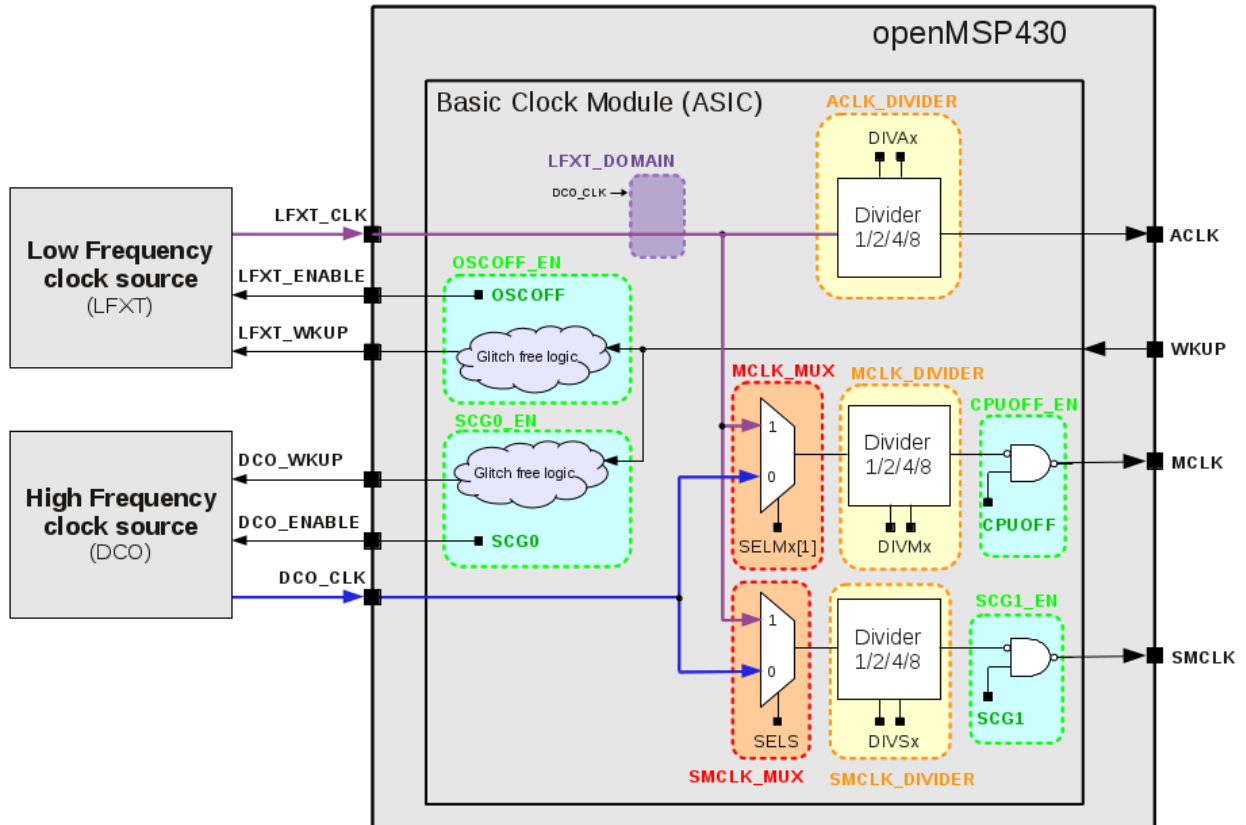 openMSP430
Basic Clock Module (ASIC)
ACLK_DIVIDER
DIVAx
Divider
1/2/4/8
LFXT_DOMAIN
DCO_CLK
LFXT_CLK
Low Frequency
clock source
(LFXT)
LFXT_ENABLE
LFXT_WKUP
ACLK
OSCOFF_EN
OSCOFF
Glitch free logic
WKUP
SCG0_EN
Glitch free logic
SCG0
High Frequency
clock source
(DCO)
DCO_WKUP
DCO_ENABLE
DCO_CLK
MCLK_MUX
1
0
SELMx[1]
MCLK_DIVIDER
Divider
1/2/4/8
DIVMx
CPUOFF_EN
CPUOFF
MCLK
1
0
SELS
SMCLK_MUX
Divider
1/2/4/8
DIVSx
SMCLK_DIVIDER
SCG1_EN
SCG1
SMCLK